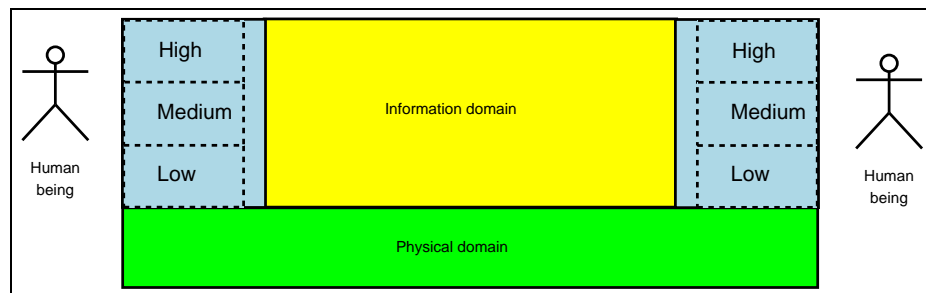 High
Medium
Low
Human
being
Information domain
High
Medium
Low
Human
being
Physical domain